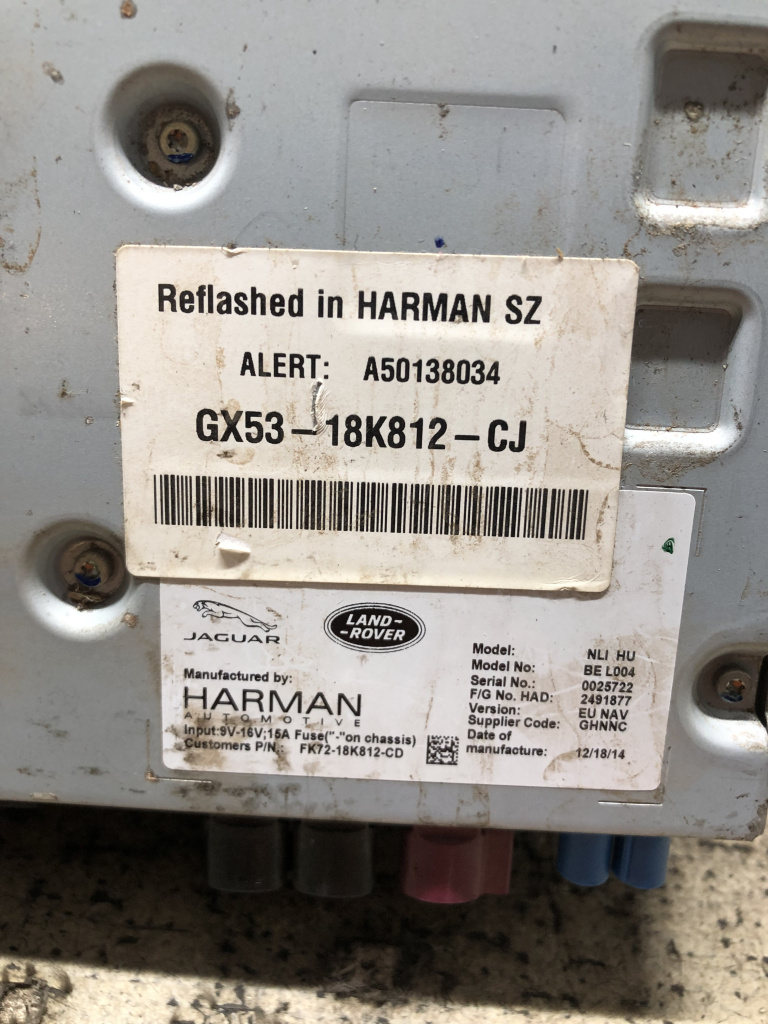 Reflashed in HARMAN SZ
ALERT: A50138034
GX53-18K812-CJ
JAGUAR
LAND-
-ROVER
Manufactured by:
HARMAN
AUTOMOTIVE
Input:9V-16V;15A Fuse("-"on chassis)
Customers P/N.: FK72-18K812-CD
Model: NLI HU
Model No: BE L004
Serial No.: 0025722
F/G No. HAD: 2491877
Version: EU NAV
Supplier Code: GHNNC
Date of
manufacture: 12/18/14